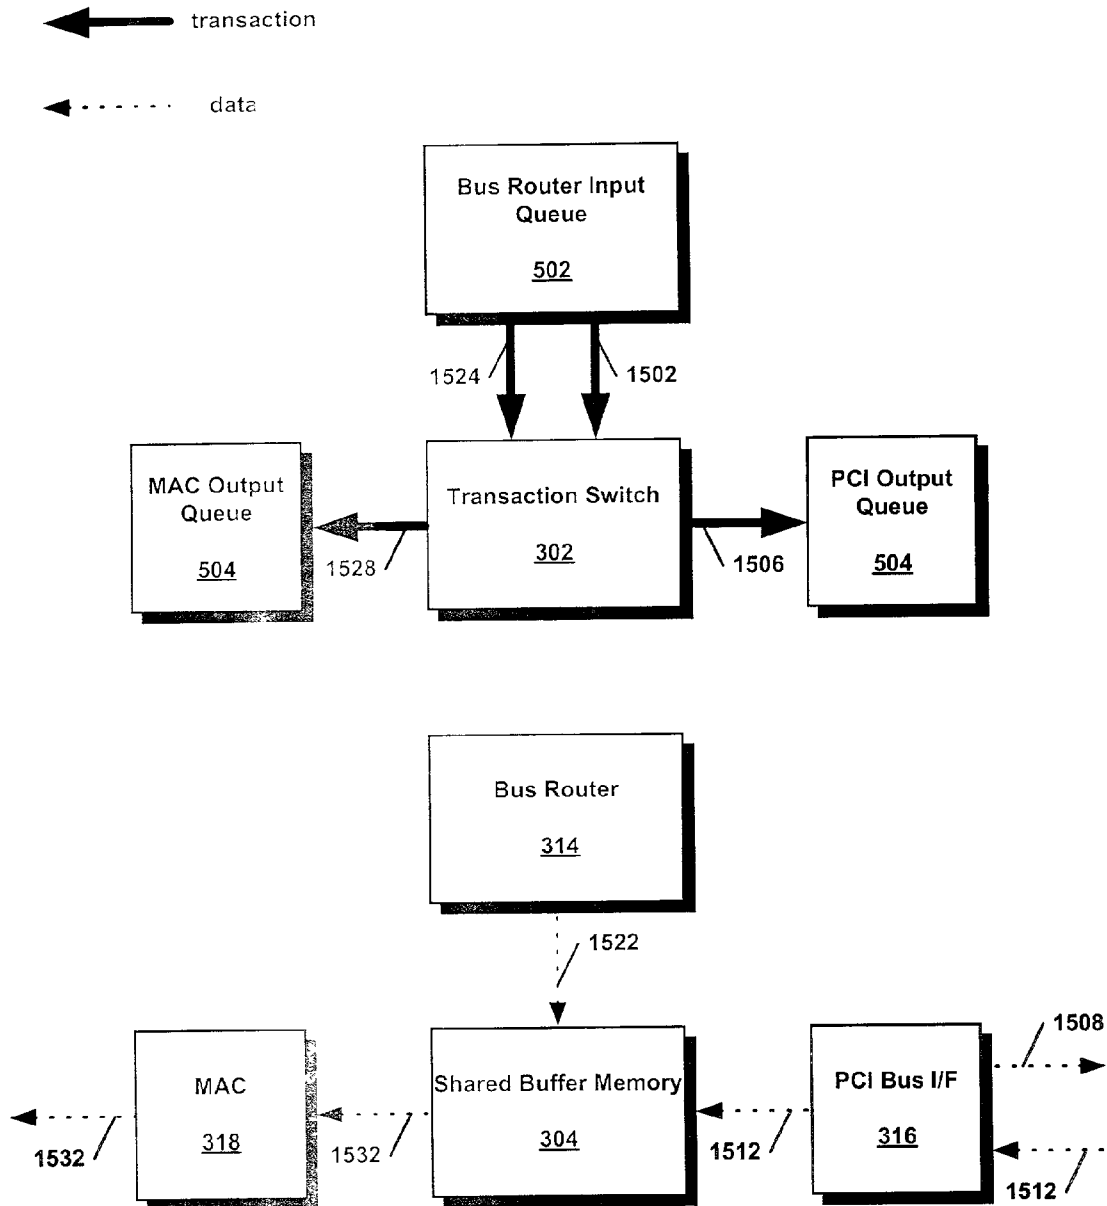 transaction
data
Bus Router Input
Queue
502
1524
1502
MAC Output
Queue
504
Transaction Switch
302
PCI Output
Queue
504
1528
1506
Bus Router
314
1522
MAC
318
Shared Buffer Memory
304
PCI Bus I/F
316
1508
1532
1532
1512
1512